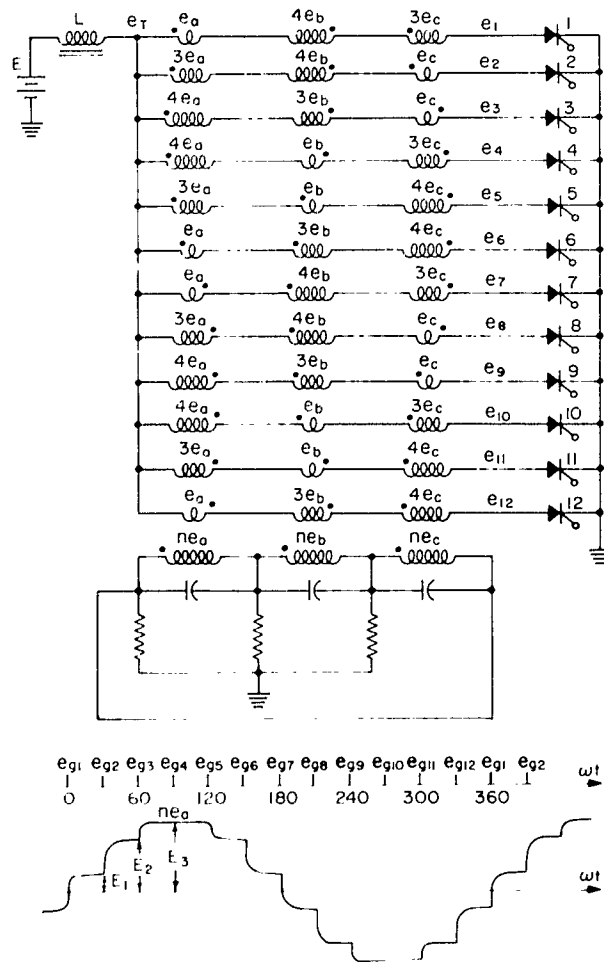 L e_T e_a 4e_b 3e_c e_1 1
E 3e_a 4e_b e_c e_2 2
4e_a 3e_b e_c e_3 3
4e_a e_b 3e_c e_4 4
3e_a e_b 4e_c e_5 5
e_a 3e_b 4e_c e_6 6
e_a 4e_b 3e_c e_7 7
3e_a 4e_b e_c e_8 8
4e_a 3e_b e_c e_9 9
4e_a e_b 3e_c e_10 10
3e_a e_b 4e_c e_11 11
e_a 3e_b 4e_c e_12 12
ne_a ne_b ne_c
e_g1 e_g2 e_g3 e_g4 e_g5 e_g6 e_g7 e_g8 e_g9 e_g10 e_g11 e_g12 e_g1 e_g2 ωt
0 60 90 120 180 240 300 360
ne_a
E_1 E_2 E_3 ωt